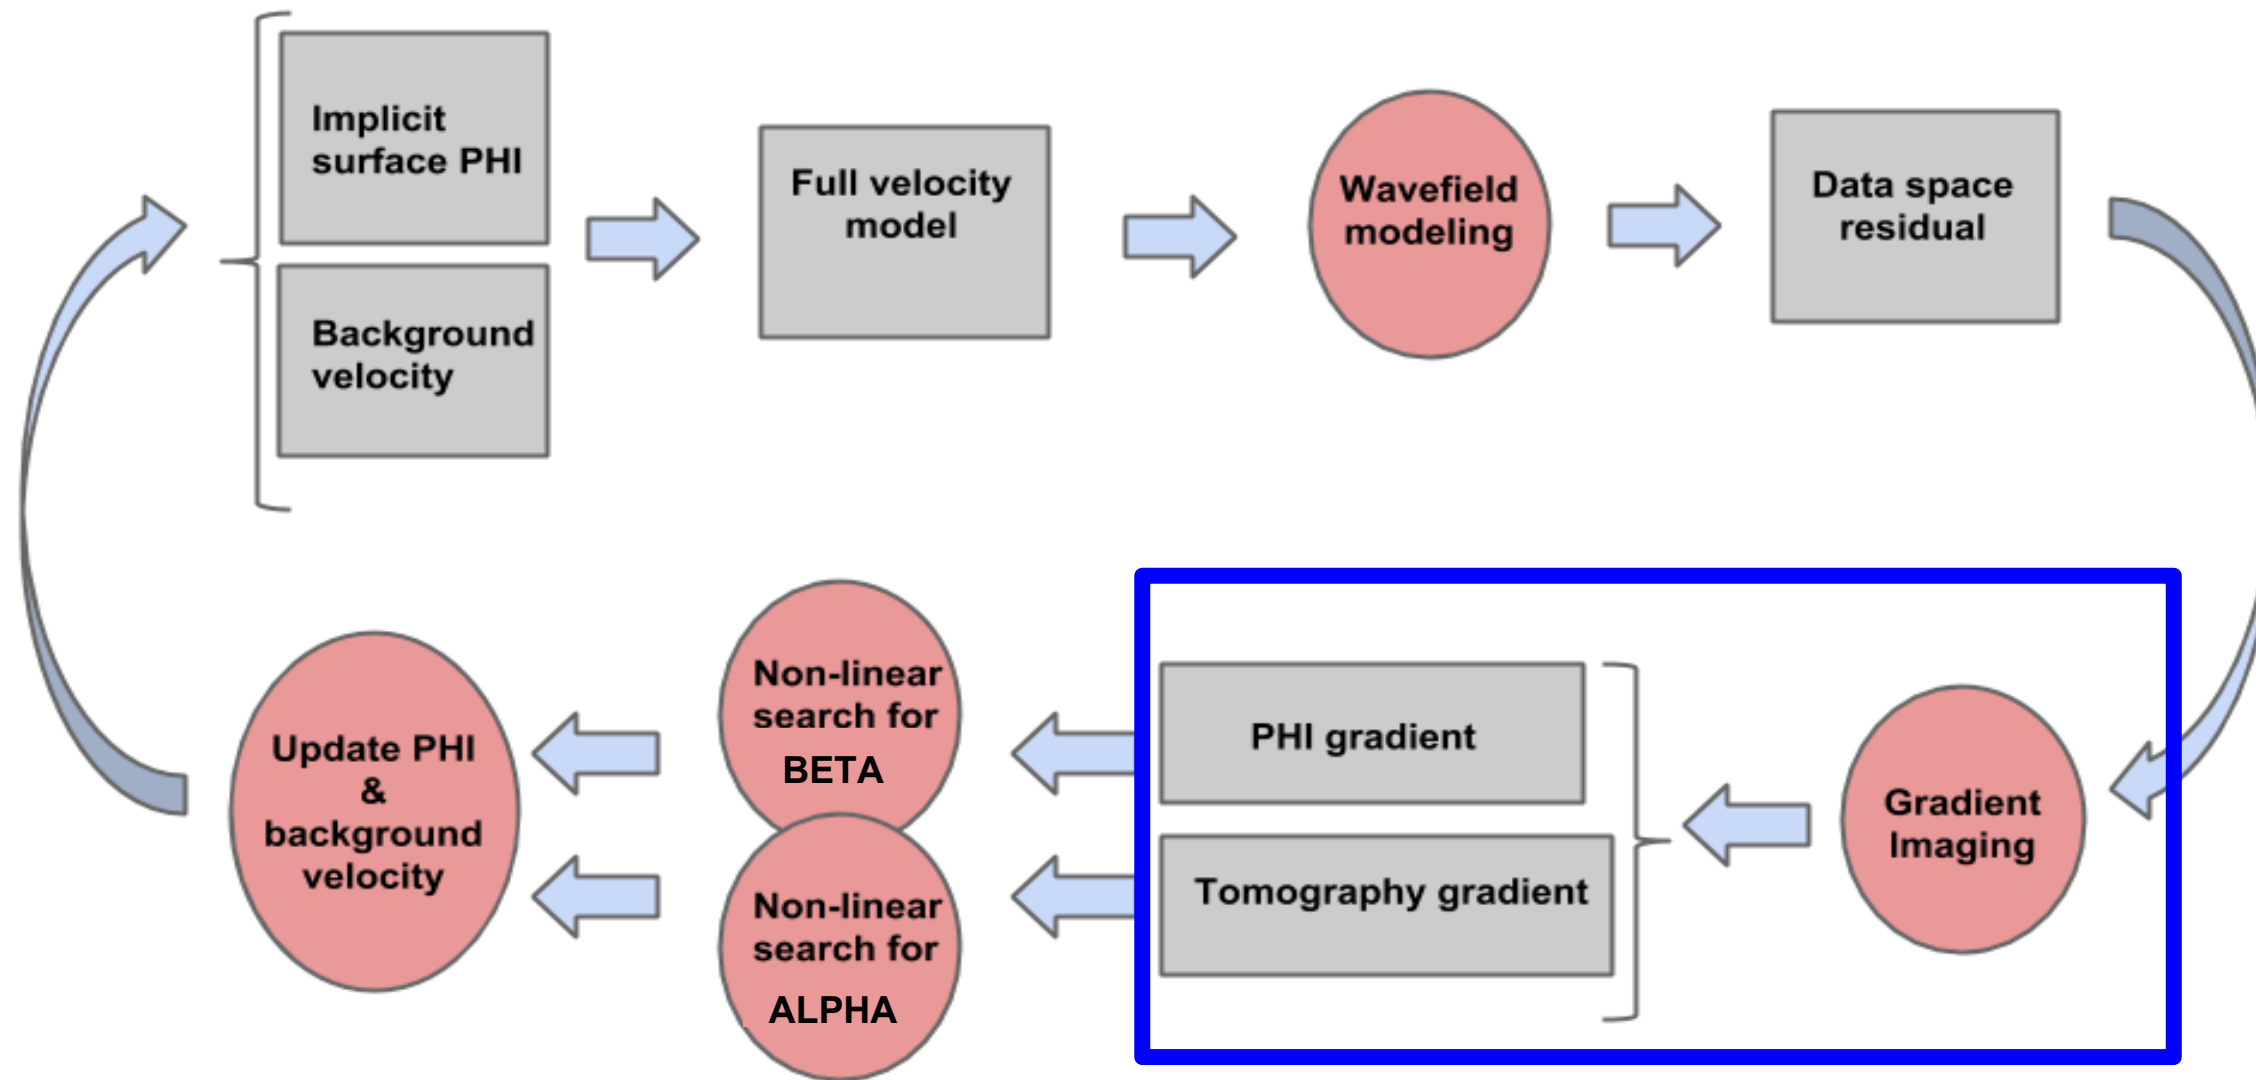 Implicit
surface PHI
Background
velocity
Full velocity
model
Wavefield
modeling
Data space
residual
Gradient
Imaging
PHI gradient
Tomography gradient
Non-linear
search for
BETA
Non-linear
search for
ALPHA
Update PHI
&
background
velocity